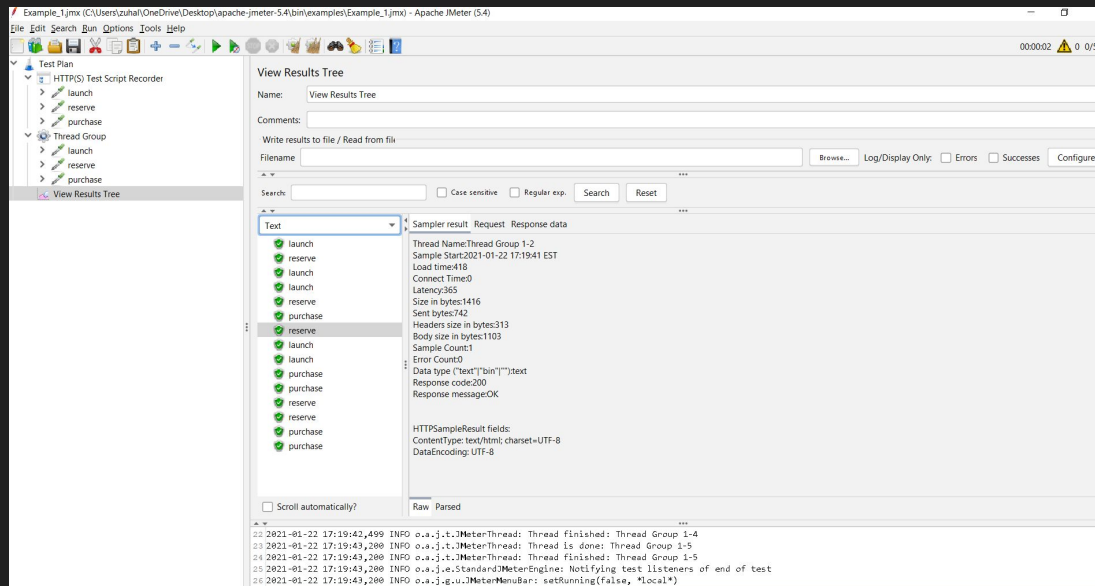 Example_1.jmx (C:\Users\zuhal\OneDrive\Desktop\apache-jmeter-5.4\bin\examples\Example_1.jmx) - Apache JMeter (5.4)
File Edit Search Run Options Tools Help
00:00:02 0 0/5
Test Plan
HTTP(S) Test Script Recorder
launch
reserve
purchase
Thread Group
launch
reserve
purchase
View Results Tree
View Results Tree
Name: View Results Tree
Comments:
Write results to file / Read from file
Filename Browse... Log/Display Only: Errors Successes Configure
Search: Case sensitive Regular exp. Search Reset
Text
launch
reserve
launch
launch
reserve
purchase
reserve
launch
launch
purchase
purchase
reserve
reserve
purchase
purchase
Scroll automatically?
Sampler result Request Response data
Thread Name:Thread Group 1-2
Sample Start:2021-01-22 17:19:41 EST
Load time:418
Connect Time:0
Latency:365
Size in bytes:1416
Sent bytes:742
Headers size in bytes:313
Body size in bytes:1103
Sample Count:1
Error Count:0
Data type ("text"|"bin"|""):text
Response code:200
Response message:OK
HTTPSampleResult fields:
ContentType: text/html; charset=UTF-8
DataEncoding: UTF-8
Raw Parsed
22 2021-01-22 17:19:42,499 INFO o.a.j.t.JMeterThread: Thread finished: Thread Group 1-4
23 2021-01-22 17:19:43,200 INFO o.a.j.t.JMeterThread: Thread is done: Thread Group 1-5
24 2021-01-22 17:19:43,200 INFO o.a.j.t.JMeterThread: Thread finished: Thread Group 1-5
25 2021-01-22 17:19:43,200 INFO o.a.j.e.StandardJMeterEngine: Notifying test listeners of end of test
26 2021-01-22 17:19:43,200 INFO o.a.j.g.u.JMeterMenuBar: setRunning(false, *local*)